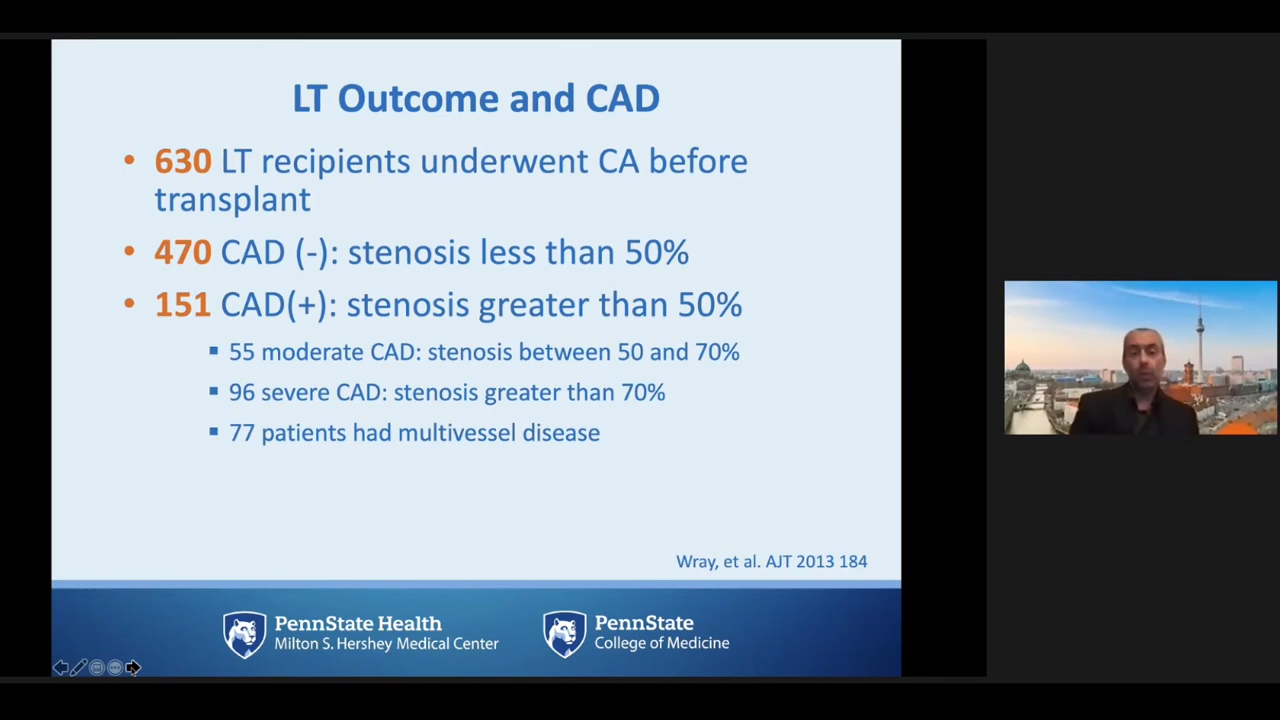 LT Outcome and CAD
• 630 LT recipients underwent CA before
transplant
• 470 CAD (-): stenosis less than 50%
• 151 CAD(+): stenosis greater than 50%
▪ 55 moderate CAD: stenosis between 50 and 70%
▪ 96 severe CAD: stenosis greater than 70%
▪ 77 patients had multivessel disease
Wray, et al. AJT 2013 184
PennState Health
Milton S. Hershey Medical Center
PennState
College of Medicine